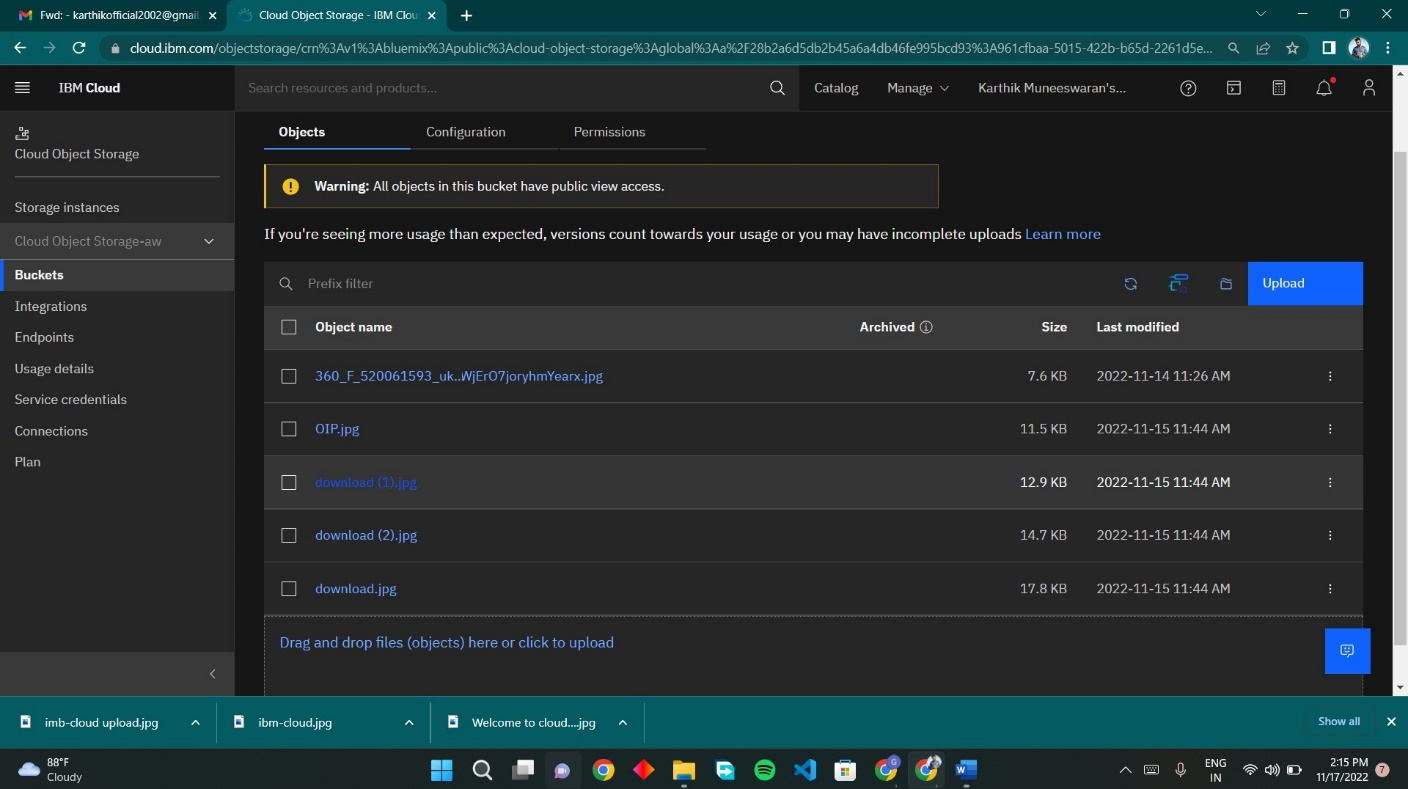 Fwd: - karthikofficial2002@gmail
Cloud Object Storage - IBM Clou
cloud.ibm.com/objectstorage/crn%3Av1%3Abluemix%3Apublic%3Acloud-object-storage%3Aglobal%3Aa%2F28b2a6d5db2b45a6a4db46fe995bcd93%3A961cfbaa-5015-422b-b65d-2261d5e...
IBM Cloud
Search resources and products...
Catalog
Manage
Karthik Muneeswaran's...
Cloud Object Storage
Storage instances
Cloud Object Storage-aw
Buckets
Integrations
Endpoints
Usage details
Service credentials
Connections
Plan
Objects
Configuration
Permissions
Warning: All objects in this bucket have public view access.
If you're seeing more usage than expected, versions count towards your usage or you may have incomplete uploads Learn more
Prefix filter
Upload
Object name Archived Size Last modified
360_F_520061593_uk..WjErO7joryhmYearx.jpg 7.6 KB 2022-11-14 11:26 AM
OIP.jpg 11.5 KB 2022-11-15 11:44 AM
download (1).jpg 12.9 KB 2022-11-15 11:44 AM
download (2).jpg 14.7 KB 2022-11-15 11:44 AM
download.jpg 17.8 KB 2022-11-15 11:44 AM
Drag and drop files (objects) here or click to upload
imb-cloud upload.jpg
ibm-cloud.jpg
Welcome to cloud....jpg
Show all
88°F
Cloudy
ENG
IN
2:15 PM
11/17/2022
7